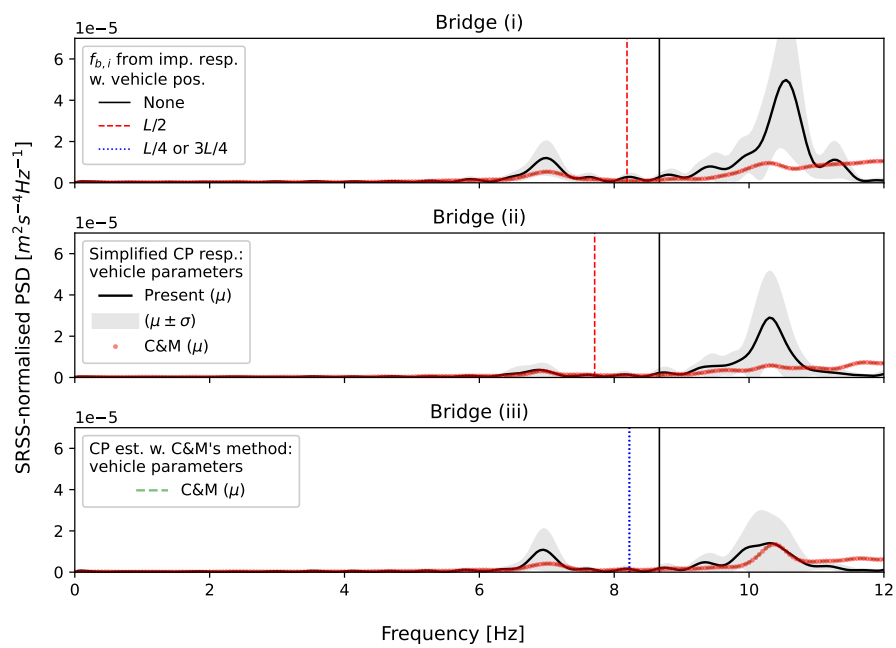 Bridge (i)
1e−5
6
4
2
0
f_{b,i} from imp. resp.
w. vehicle pos.
None
L/2
L/4 or 3L/4
Bridge (ii)
1e−5
6
4
2
0
Simplified CP resp.:
vehicle parameters
Present (μ)
(μ ± σ)
C&M (μ)
SRSS-normalised PSD [m²s⁻⁴Hz⁻¹]
Bridge (iii)
1e−5
6
4
2
0
CP est. w. C&M's method:
vehicle parameters
C&M (μ)
0 2 4 6 8 10 12
Frequency [Hz]